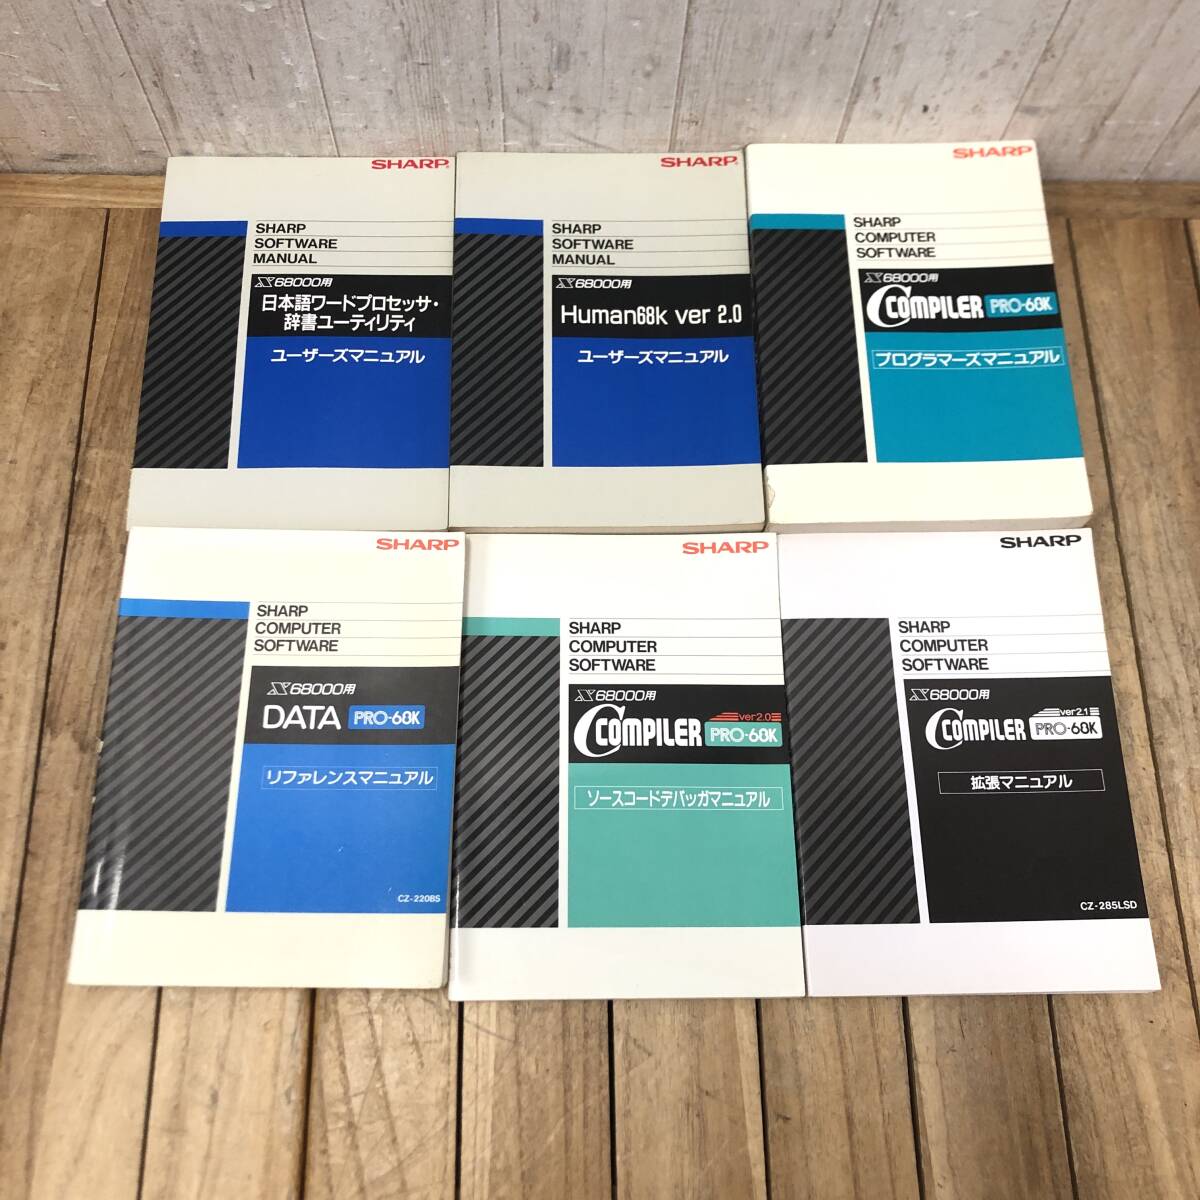 SHARP
SHARP
SOFTWARE
MANUAL
X68000用
日本語ワードプロセッサ・
辞書ユーティリティ
ユーザーズマニュアル
SHARP
SHARP
SOFTWARE
MANUAL
X68000用
Human68k ver 2.0
ユーザーズマニュアル
SHARP
SHARP
COMPUTER
SOFTWARE
X68000用
C COMPILER PRO-68K
プログラマーズマニュアル
SHARP
SHARP
COMPUTER
SOFTWARE
X68000用
DATA PRO-68K
リファレンスマニュアル
CZ-220BS
SHARP
SHARP
COMPUTER
SOFTWARE
X68000用
ver2.0
C COMPILER PRO-68K
ソースコードデバッガマニュアル
SHARP
SHARP
COMPUTER
SOFTWARE
X68000用
ver2.1
C COMPILER PRO-68K
拡張マニュアル
CZ-285LSD